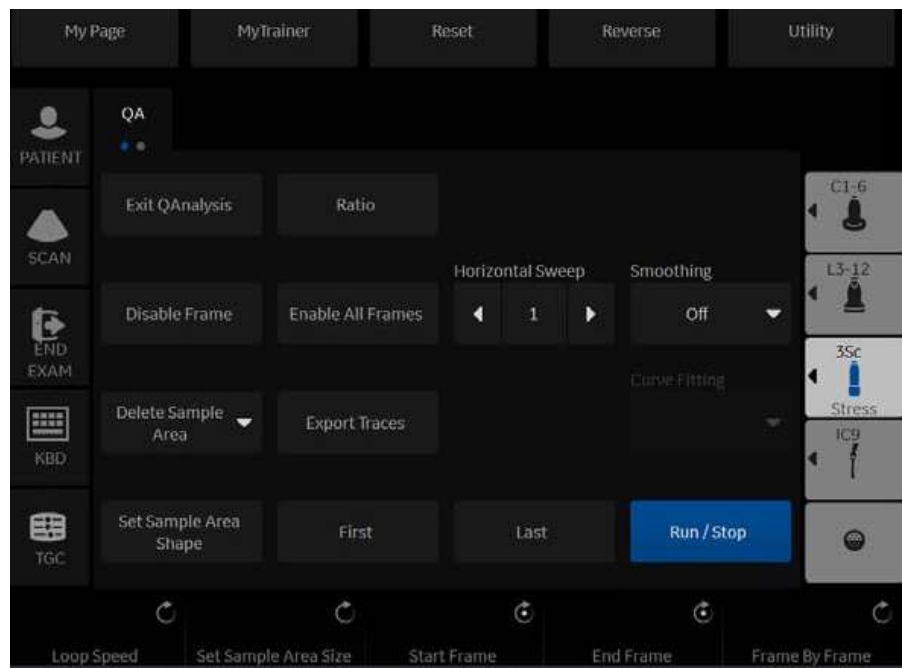 My Page
MyTrainer
Reset
Reverse
Utility
PATIENT
SCAN
END
EXAM
KBD
TGC
QA
Exit QAnalysis
Ratio
Horizontal Sweep
Smoothing
Disable Frame
Enable All Frames
1
Off
Curve Fitting
Delete Sample
Area
Export Traces
Set Sample Area
Shape
First
Last
Run / Stop
C1-6
L3-12
3Sc
Stress
IC9
Loop Speed
Set Sample Area Size
Start Frame
End Frame
Frame By Frame